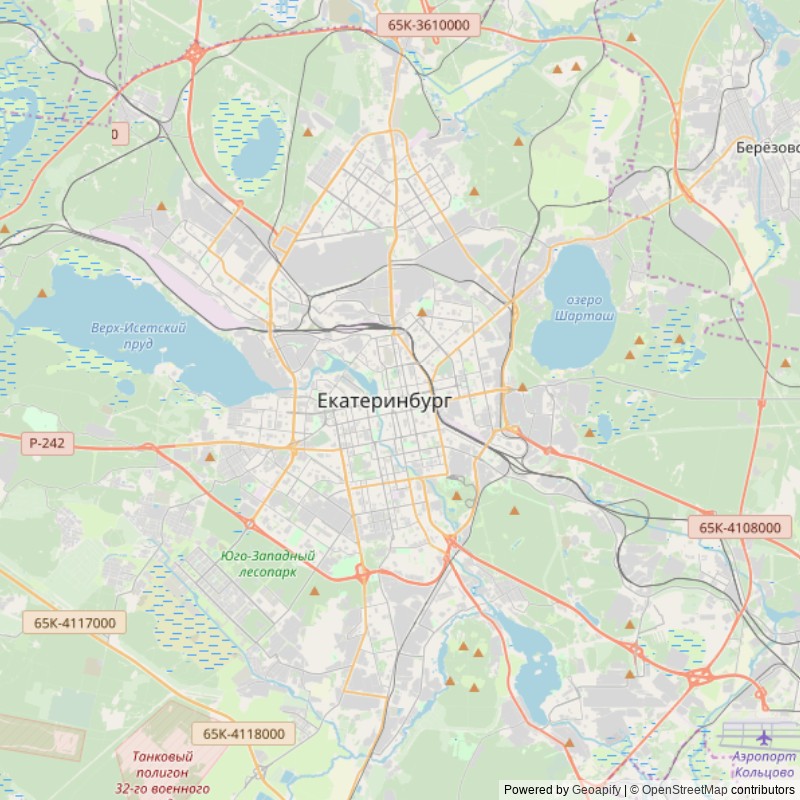 65К-3610000
0
Берёзовс
озеро
Шарташ
Верх-Исетский
пруд
Екатеринбург
Р-242
65К-4108000
Юго-Западный
лесопарк
65К-4117000
65К-4118000
Танковый
полигон
32-го военного
Аэропорт
Кольцово
Powered by Geoapify | © OpenStreetMap contributors